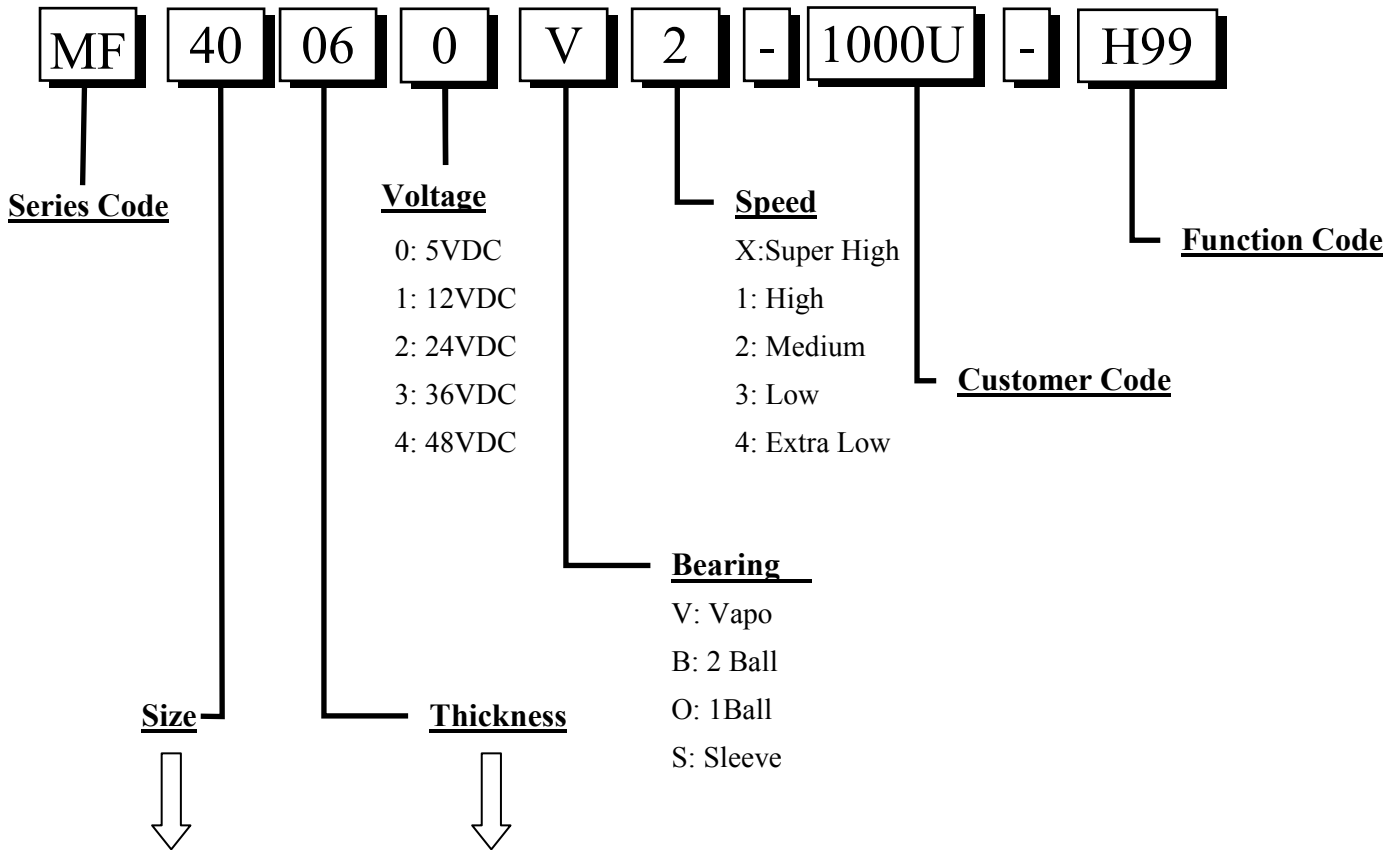 MF 40 06 0 V 2 - 1000U - H99
Series Code
Voltage
0: 5VDC
1: 12VDC
2: 24VDC
3: 36VDC
4: 48VDC
Speed
X:Super High
1: High
2: Medium
3: Low
4: Extra Low
Function Code
Customer Code
Bearing
V: Vapo
B: 2 Ball
O: 1Ball
S: Sleeve
Size
Thickness